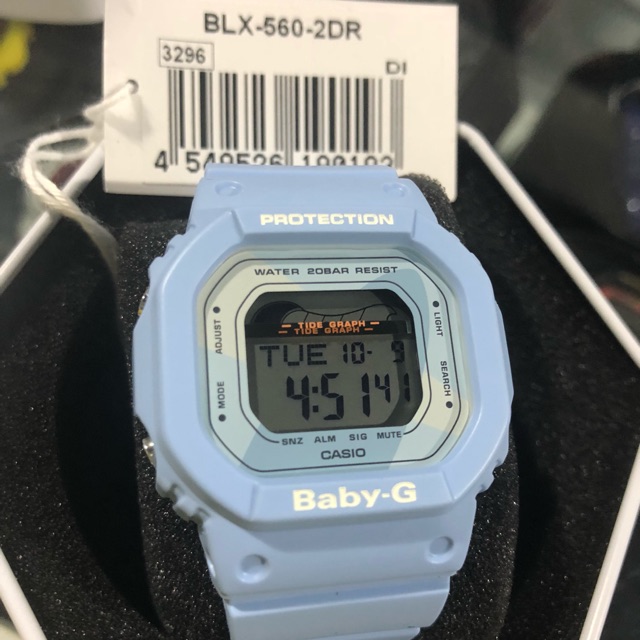 BLX-560-2DR
3296
DI
4 549526 190193
PROTECTION
WATER 20BAR RESIST
ADJUST
MODE
LIGHT
SEARCH
TIDE GRAPH
TUE 10- 9
4:51 41
SNZ ALM SIG MUTE
CASIO
Baby-G